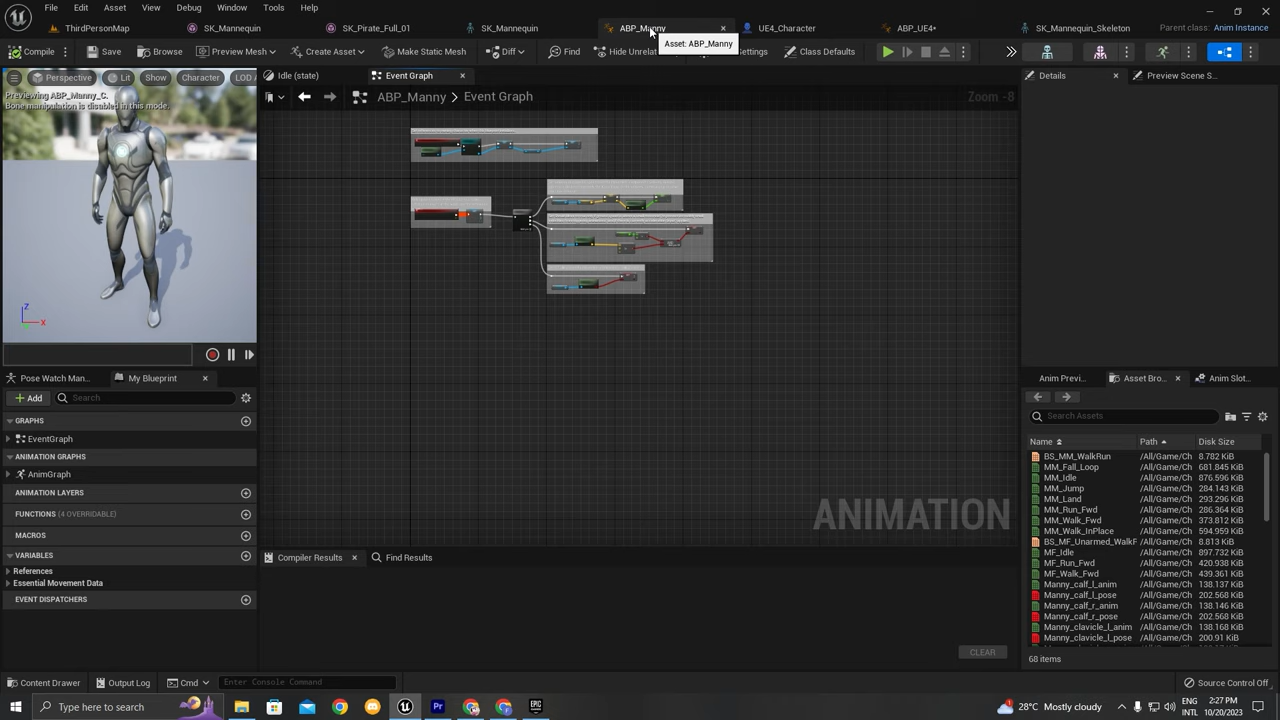 File Edit Asset View Debug Window Tools Help
ThirdPersonMap SK_Mannequin SK_Pirate_Full_01 SK_Mannequin ABP_Manny UE4_Character ABP_UE4* SK_Mannequin_Skeleton Parent class: Anim Instance
Browse Preview Mesh Create Asset Diff Find Class Defaults
Asset: ABP_Manny
Perspective Lit Show Character LOD
Idle (state) Event Graph Details Preview Scene S...
Previewing ABP_Manny_C.
Bone manipulation is disabled in this mode.
ABP_Manny > Event Graph Zoom -8
Z
X
Pose Watch Man... My Blueprint Anim Previ... Asset Bro... Anim Slot...
Add Search
Search Assets
GRAPHS
EventGraph
ANIMATION GRAPHS
AnimGraph
ANIMATION LAYERS
FUNCTIONS (4 OVERRIDABLE)
MACROS
VARIABLES
References
Essential Movement Data
EVENT DISPATCHERS
ANIMATION
Compiler Results Find Results
CLEAR
Name Path Disk Size
BS_MM_WalkRun /All/Game/Ch 8.782 KiB
MM_Fall_Loop /All/Game/Ch 681.845 KiB
MM_Idle /All/Game/Ch 876.596 KiB
MM_Jump /All/Game/Ch 284.143 KiB
MM_Land /All/Game/Ch 293.296 KiB
MM_Run_Fwd /All/Game/Ch 286.364 KiB
MM_Walk_Fwd /All/Game/Ch 373.812 KiB
MM_Walk_InPlace /All/Game/Ch 594.959 KiB
BS_MF_Unarmed_WalkF /All/Game/Ch 8.813 KiB
MF_Idle /All/Game/Ch 897.732 KiB
MF_Run_Fwd /All/Game/Ch 420.938 KiB
MF_Walk_Fwd /All/Game/Ch 439.361 KiB
Manny_calf_l_anim /All/Game/Ch 138.137 KiB
Manny_calf_l_pose /All/Game/Ch 202.568 KiB
Manny_calf_r_anim /All/Game/Ch 138.146 KiB
Manny_calf_r_pose /All/Game/Ch 202.568 KiB
Manny_clavicle_l_anim /All/Game/Ch 138.168 KiB
Manny_clavicle_l_pose /All/Game/Ch 200.91 KiB
68 items
Content Drawer Output Log Cmd Enter Console Command Source Control Off
Type here to search Pr EPIC 28°C Mostly cloudy ENG INTL 2:27 PM 10/20/2023